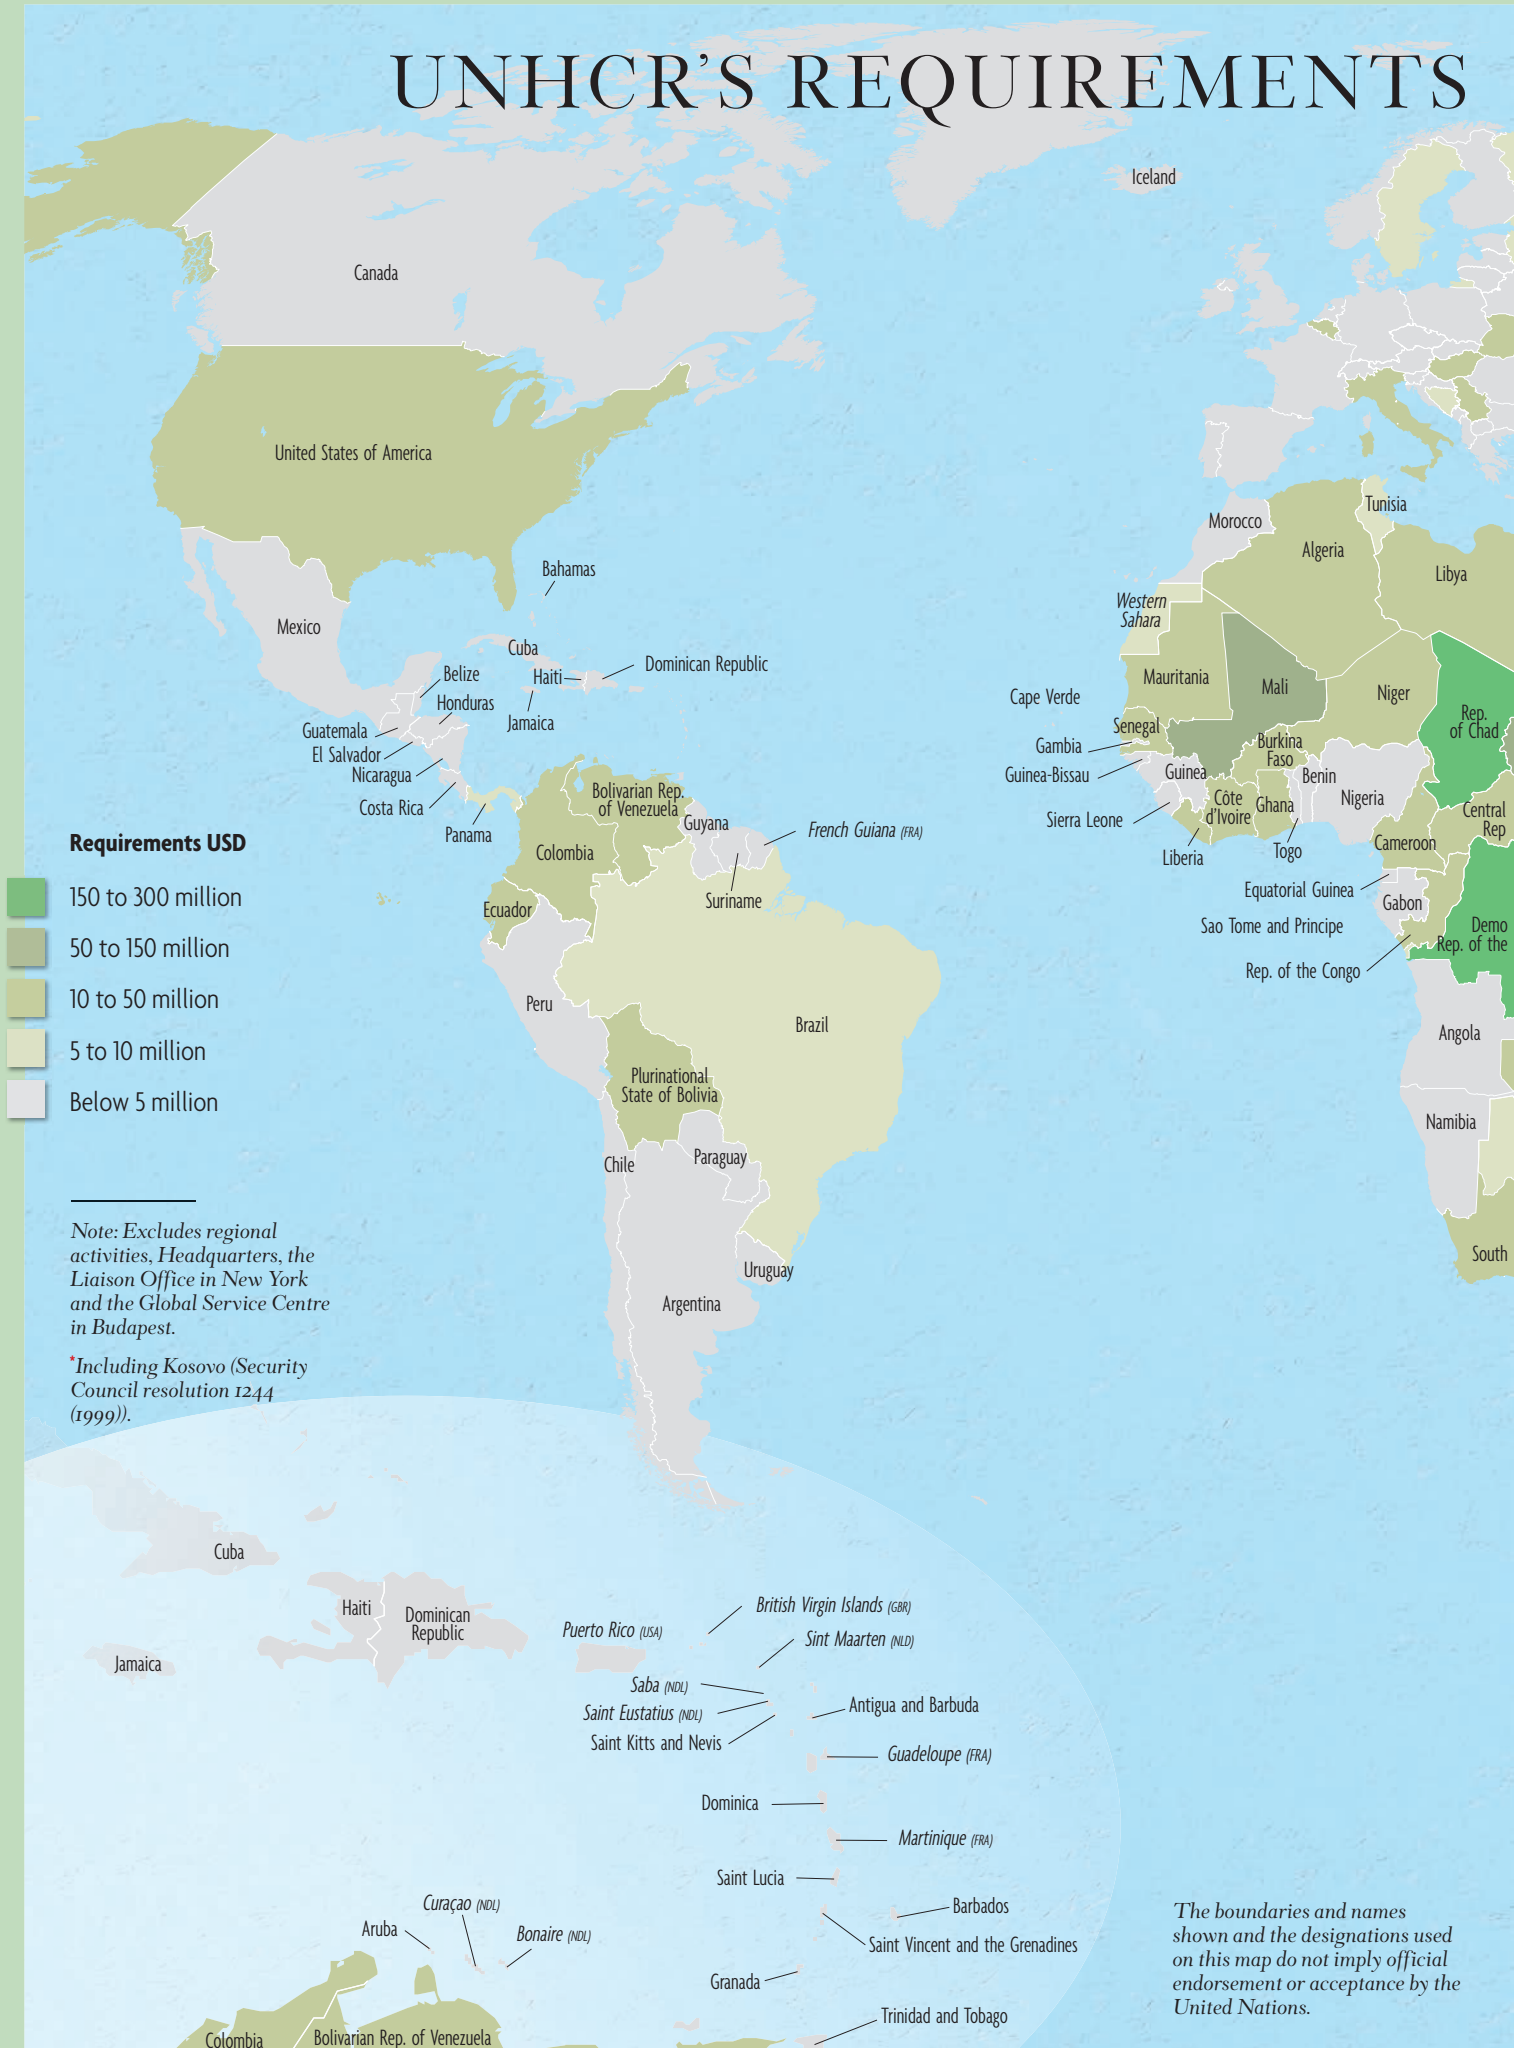 UNHCR'S REQUIREMENTS
Iceland
Canada
United States of America
Morocco
Tunisia
Algeria
Libya
Bahamas
Western
Sahara
Mexico
Cuba
Belize
Haiti
Dominican Republic
Mauritania
Mali
Niger
Cape Verde
Honduras
Jamaica
Guatemala
El Salvador
Nicaragua
Costa Rica
Panama
Senegal
Gambia
Guinea-Bissau
Guinea
Sierra Leone
Liberia
Burkina
Faso
Côte
d'Ivoire
Ghana
Benin
Togo
Nigeria
Rep.
of Chad
Central
Rep
Cameroon
Bolivarian Rep.
of Venezuela
Guyana
French Guiana (FRA)
Suriname
Colombia
Ecuador
Equatorial Guinea
Gabon
Sao Tome and Principe
Rep. of the Congo
Demo
Rep. of the
Requirements USD
150 to 300 million
50 to 150 million
10 to 50 million
5 to 10 million
Below 5 million
Peru
Brazil
Plurinational
State of Bolivia
Paraguay
Chile
Uruguay
Argentina
Angola
Namibia
South
Note: Excludes regional
activities, Headquarters, the
Liaison Office in New York
and the Global Service Centre
in Budapest.
*Including Kosovo (Security
Council resolution 1244
(1999)).
Cuba
Haiti
Dominican
Republic
Jamaica
Puerto Rico (USA)
British Virgin Islands (GBR)
Sint Maarten (NLD)
Saba (NDL)
Saint Eustatius (NDL)
Saint Kitts and Nevis
Antigua and Barbuda
Guadeloupe (FRA)
Dominica
Martinique (FRA)
Saint Lucia
Barbados
Saint Vincent and the Grenadines
Granada
Trinidad and Tobago
Curaçao (NDL)
Aruba
Bonaire (NDL)
Colombia
Bolivarian Rep. of Venezuela
The boundaries and names
shown and the designations used
on this map do not imply official
endorsement or acceptance by the
United Nations.